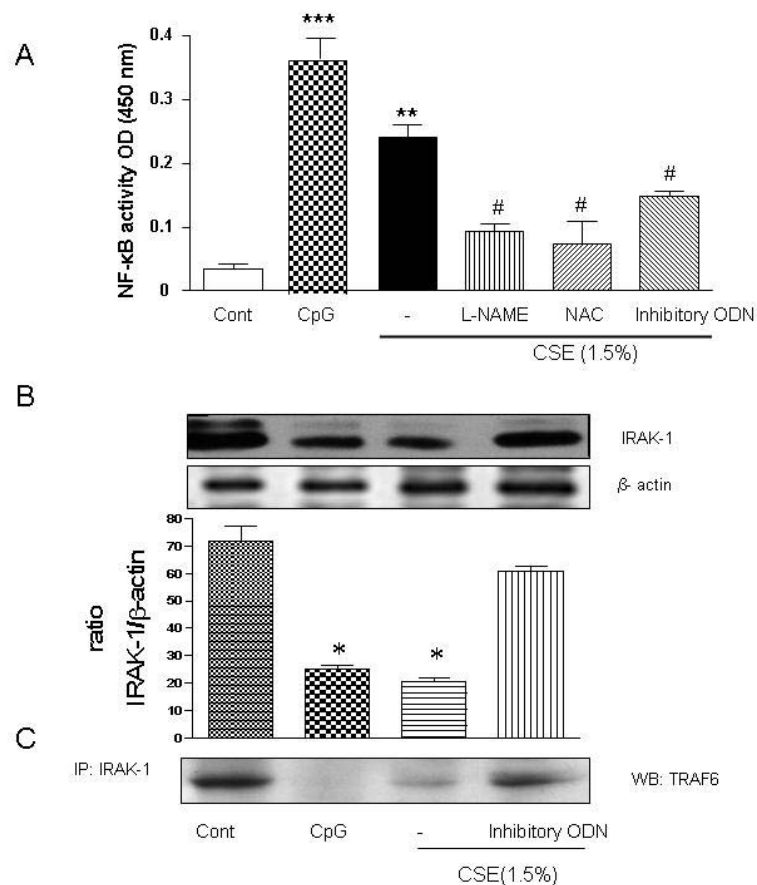 A
NF-κB activity OD (450 nm)
0.4
0.3
0.2
0.1
0
***
**
#
#
#
Cont CpG - L-NAME NAC Inhibitory ODN
CSE (1.5%)
B
IRAK-1
β- actin
ratio
IRAK-1/β-actin
80
70
60
50
40
30
20
10
0
*
*
C
IP: IRAK-1
WB: TRAF6
Cont CpG - Inhibitory ODN
CSE(1.5%)